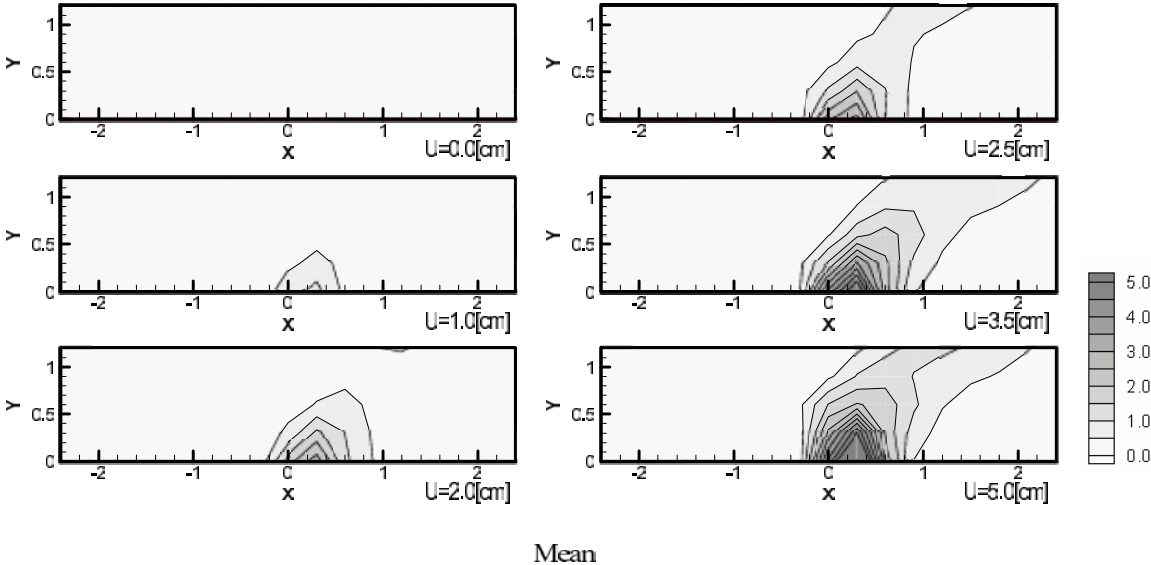 Y 1 0.5 0 -2 -1 0 1 2
X U=0.0[cm]
Y 1 0.5 0 -2 -1 0 1 2
X U=2.5[cm]
Y 1 0.5 0 -2 -1 0 1 2
X U=1.0[cm]
Y 1 0.5 0 -2 -1 0 1 2
X U=3.5[cm]
Y 1 0.5 0 -2 -1 0 1 2
X U=2.0[cm]
Y 1 0.5 0 -2 -1 0 1 2
X U=5.0[cm]
5.0
4.0
3.0
2.0
1.0
0.0
Mean